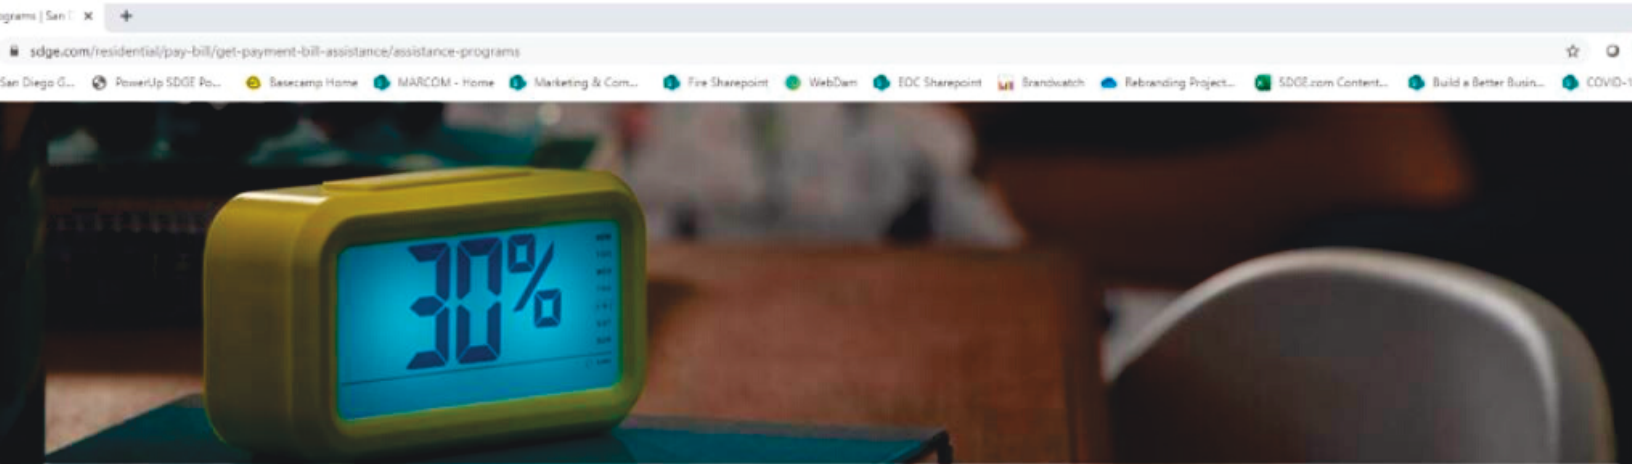 ograms | San
sdge.com/residential/pay-bill/get-payment-bill-assistance/assistance-programs
San Diego G... PowerUp SDGE Po... Basecamp Home MARCOM - Home Marketing & Com... Fire Sharepoint WebDam EOC Sharepoint Brandwatch Rebranding Project... SDGE.com Content... Build a Better Busin... COVID-1
30%